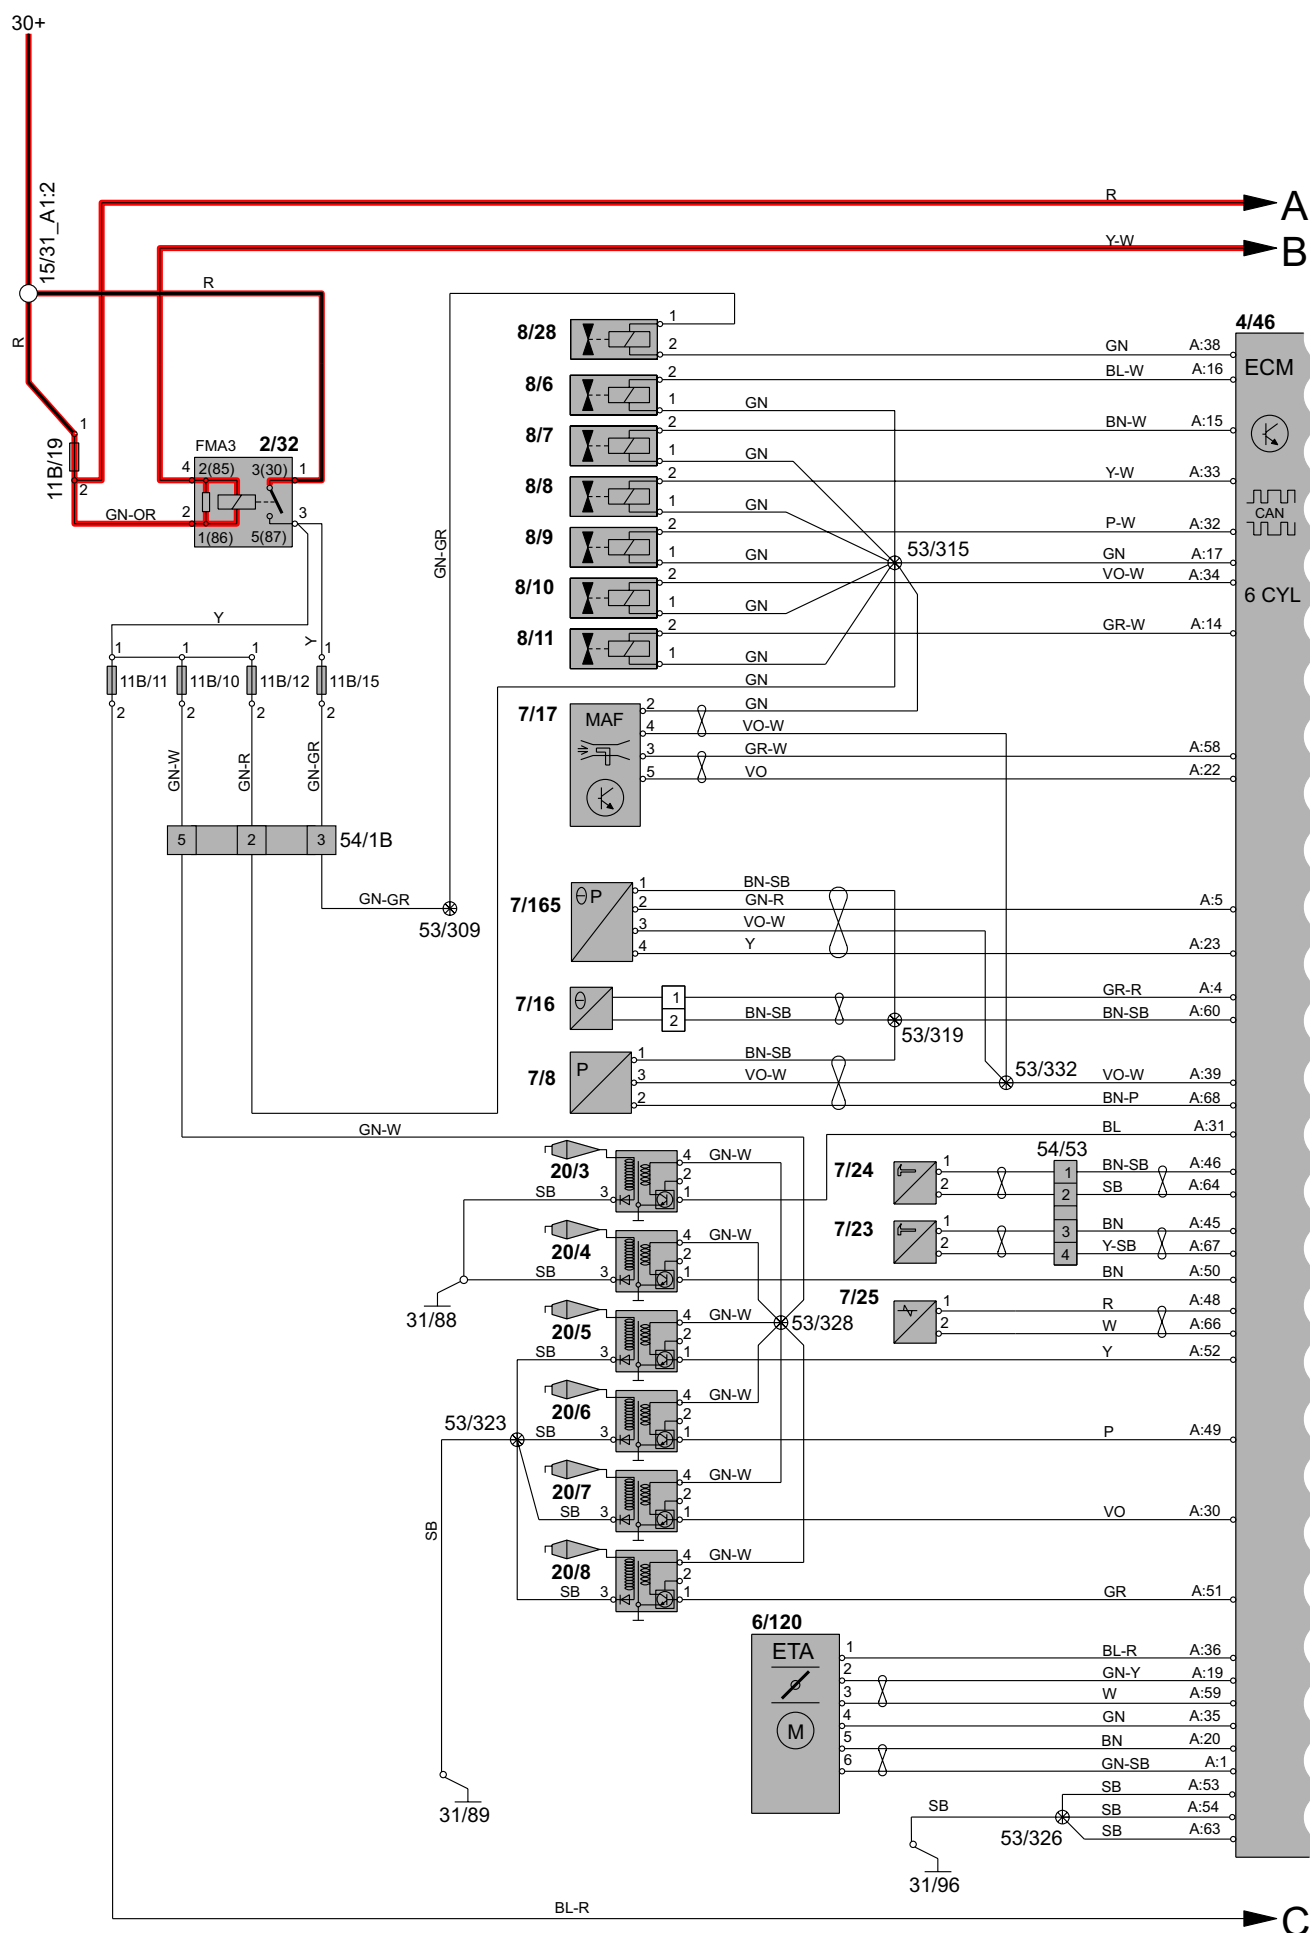 30+
15/31_A1:2
R A
Y-W B
R
R
1
11B/19
2
GN-OR
FMA3 2/32
4 2(85) 3(30) 1
2 1(86) 5(87) 3
Y
Y
1 1 1 1
11B/11 11B/10 11B/12 11B/15
2 2 2 2
GN-W GN-R GN-GR
5 2 3 54/1B
GN-GR
53/309
GN-GR
4/46
ECM
CAN
6 CYL
8/28 1
2 GN A:38
8/6 2 BL-W A:16
1 GN
8/7 2 BN-W A:15
1 GN
8/8 2 Y-W A:33
1 GN
8/9 2 P-W A:32
53/315
1 GN GN A:17
8/10 2 VO-W A:34
1 GN
8/11 2 GR-W A:14
1 GN
GN
7/17 MAF 2 GN
4 VO-W
3 GR-W A:58
5 VO A:22
7/165 P 1 BN-SB
2 GN-R A:5
3 VO-W
4 Y A:23
7/16 1 GR-R A:4
2 BN-SB BN-SB A:60
53/319
7/8 P 1 BN-SB
3 VO-W 53/332 VO-W A:39
2 BN-P A:68
GN-W
BL A:31
20/3 4 GN-W
2
SB 3 1
7/24 1 54/53 1 BN-SB A:46
2 2 SB A:64
7/23 1 3 BN A:45
2 4 Y-SB A:67
20/4 4 GN-W
2
SB 3 1 BN A:50
31/88
7/25 1 R A:48
2 W A:66
20/5 4 GN-W 53/328
2
SB 3 1 Y A:52
20/6 4 GN-W
2
53/323 SB 3 1 P A:49
20/7 4 GN-W
2
SB 3 1 VO A:30
SB
20/8 4 GN-W
2
SB 3 1 GR A:51
6/120
ETA
M
1 BL-R A:36
2 GN-Y A:19
3 W A:59
4 GN A:35
5 BN A:20
6 GN-SB A:1
SB A:53
SB SB A:54
53/326 SB A:63
31/89
31/96
BL-R C